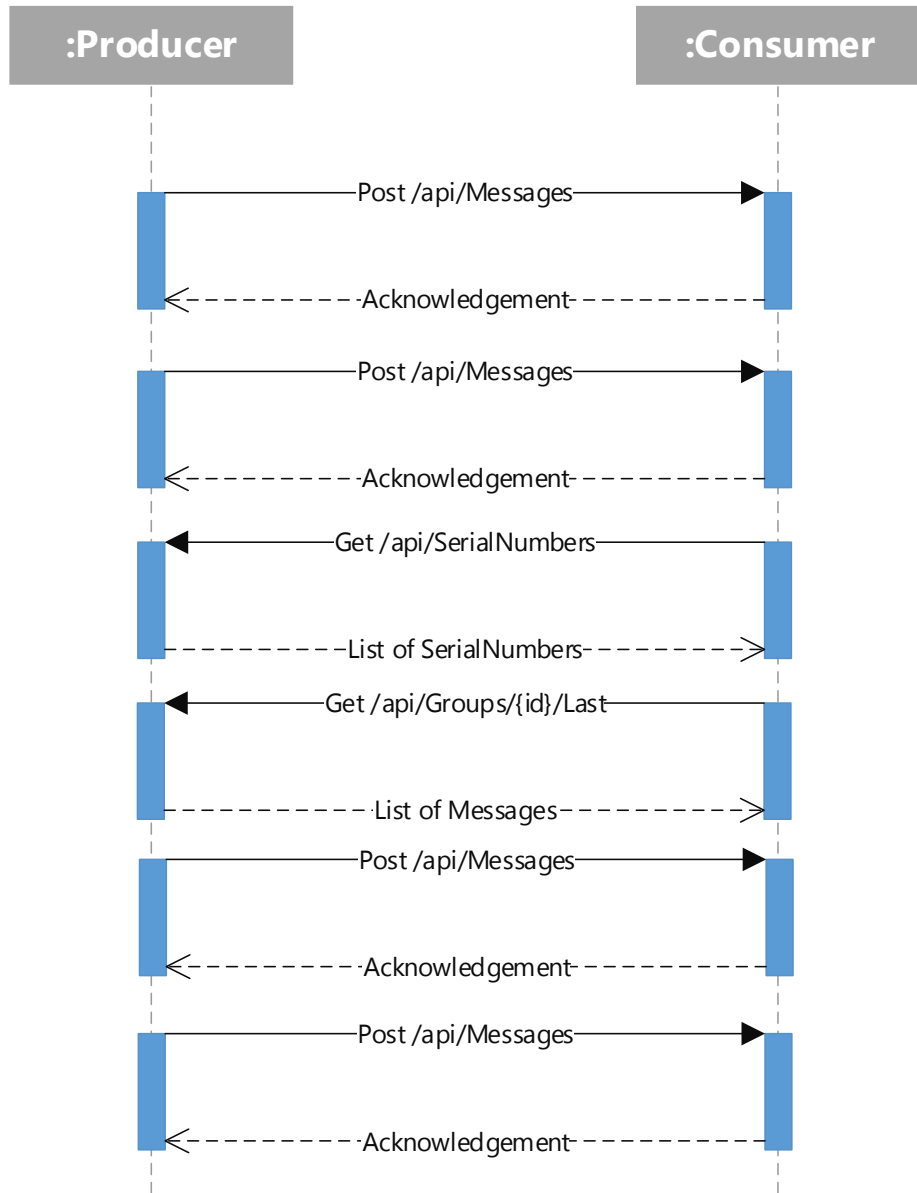 :Producer
:Consumer
Post /api/Messages
Acknowledgement
Post /api/Messages
Acknowledgement
Get /api/SerialNumbers
List of SerialNumbers
Get /api/Groups/{id}/Last
List of Messages
Post /api/Messages
Acknowledgement
Post /api/Messages
Acknowledgement